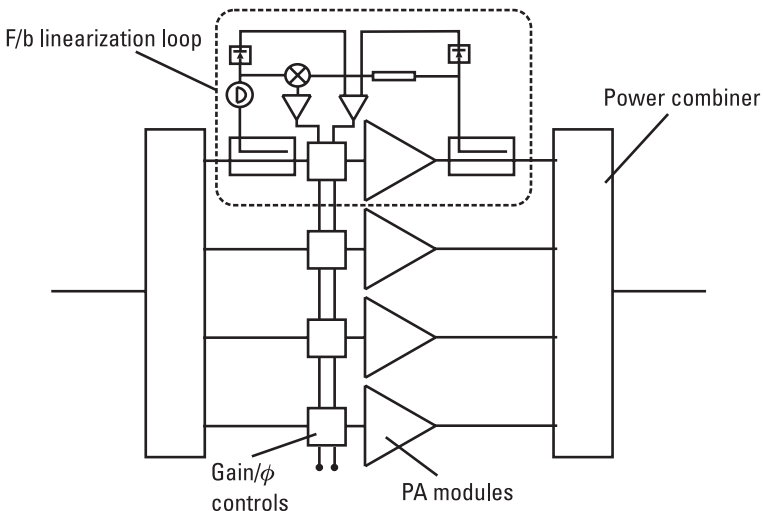 F/b linearization loop
Power combiner
Gain/ϕ
controls
PA modules